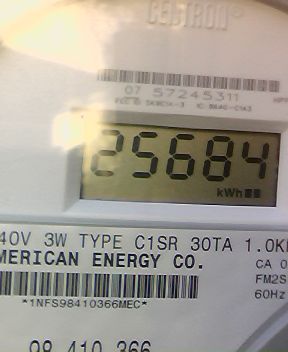 CENTRON®
07 57245311
25684
kWh
40V 3W TYPE C1SR 30TA 1.0K
MERICAN ENERGY CO.
CA 0
FM2S
60Hz
*1NFS98410366MEC*
98 410 366